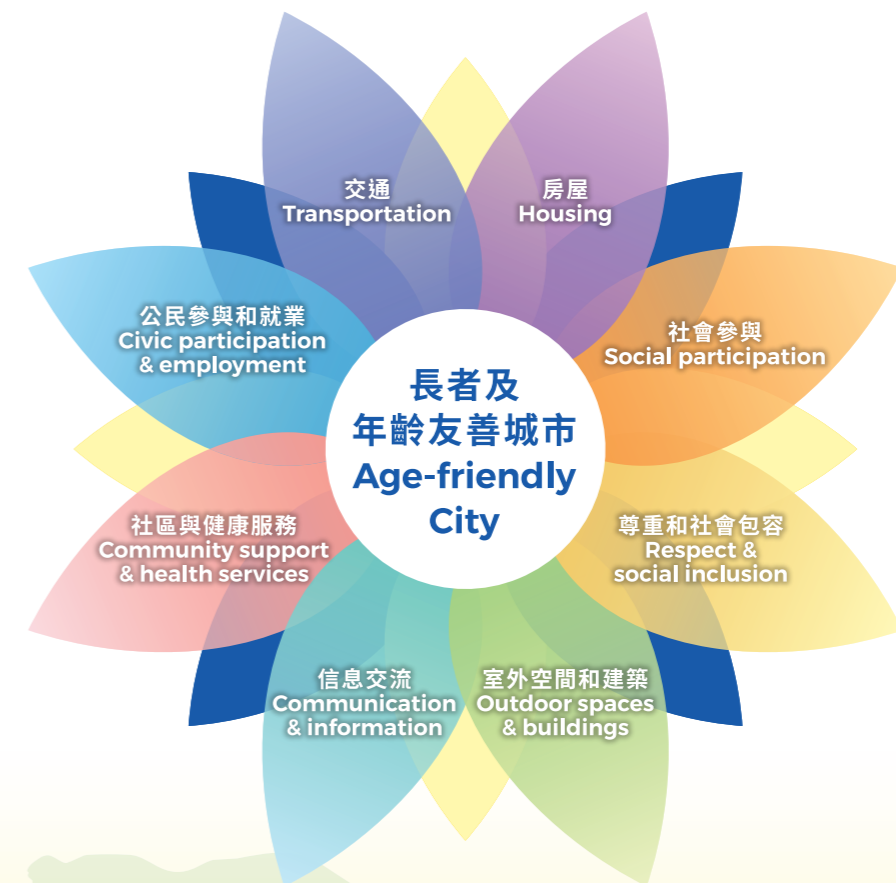 交通
Transportation
房屋
Housing
公民參與和就業
Civic participation
& employment
社會參與
Social participation
長者及
年齡友善城市
Age-friendly
City
社區與健康服務
Community support
& health services
尊重和社會包容
Respect &
social inclusion
信息交流
Communication
& information
室外空間和建築
Outdoor spaces
& buildings